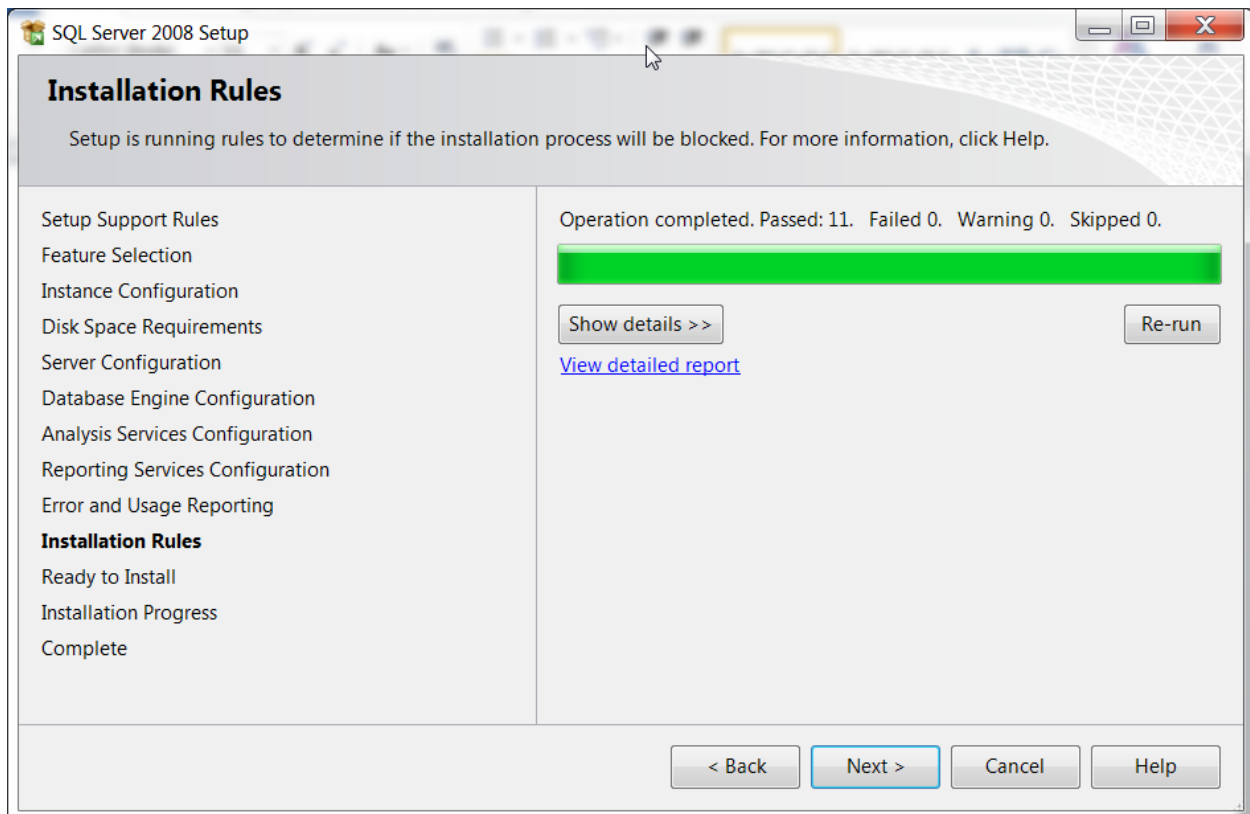 SQL Server 2008 Setup
Installation Rules
Setup is running rules to determine if the installation process will be blocked. For more information, click Help.
Setup Support Rules
Feature Selection
Instance Configuration
Disk Space Requirements
Server Configuration
Database Engine Configuration
Analysis Services Configuration
Reporting Services Configuration
Error and Usage Reporting
Installation Rules
Ready to Install
Installation Progress
Complete
Operation completed. Passed: 11. Failed 0. Warning 0. Skipped 0.
Show details >>
Re-run
View detailed report
< Back
Next >
Cancel
Help